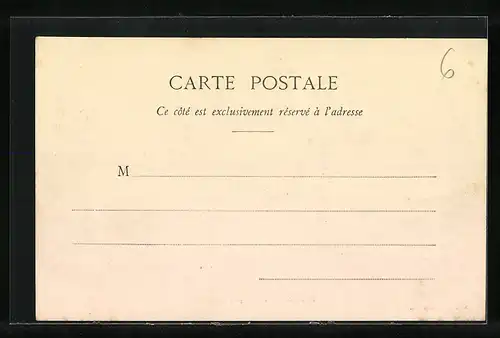 6
CARTE POSTALE
Ce côté est exclusivement réservé à l'adresse
M